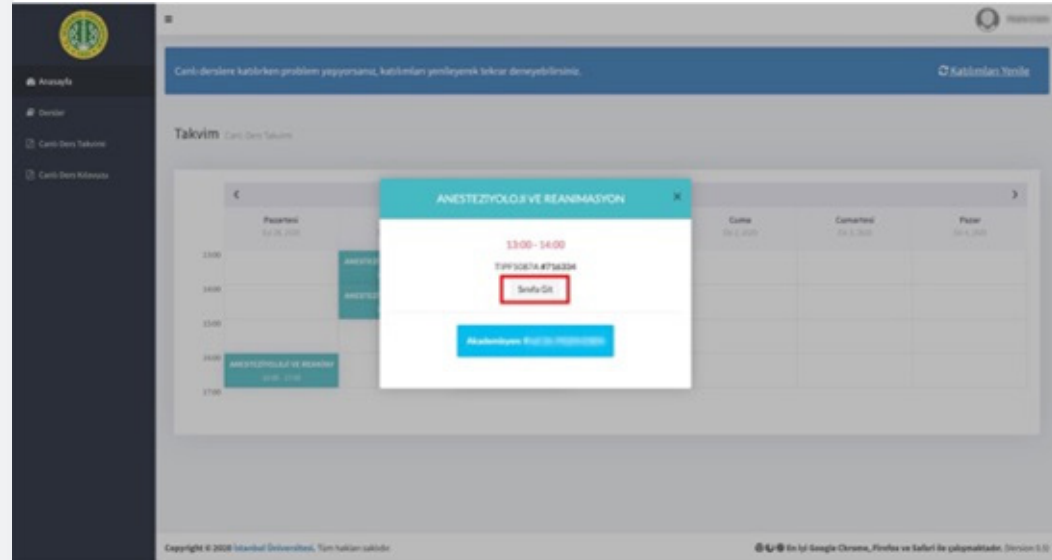 Canlı derslere katılırken problem yaşıyorsanız, katılımları yenileyerek tekrar deneyebilirsiniz.
Katılımları Yenile
Anasayfa
Dersler
Canlı Ders Takvimi
Canlı Ders Kılavuzu
Takvim Canlı Ders Takvimi
ANESTEZİYOLOJİ VE REANİMASYON
×
Pazartesi
Cuma
Cumartesi
Pazar
13:00 - 14:00
#716334
Sınıfa Git
Akademisyen:
13:00
14:00
15:00
16:00
17:00
ANESTEZİYOLOJİ VE REANİM
Copyright © 2020 İstanbul Üniversitesi. Tüm hakları saklıdır.
En iyi Google Chrome, Firefox ve Safari ile çalışmaktadır.